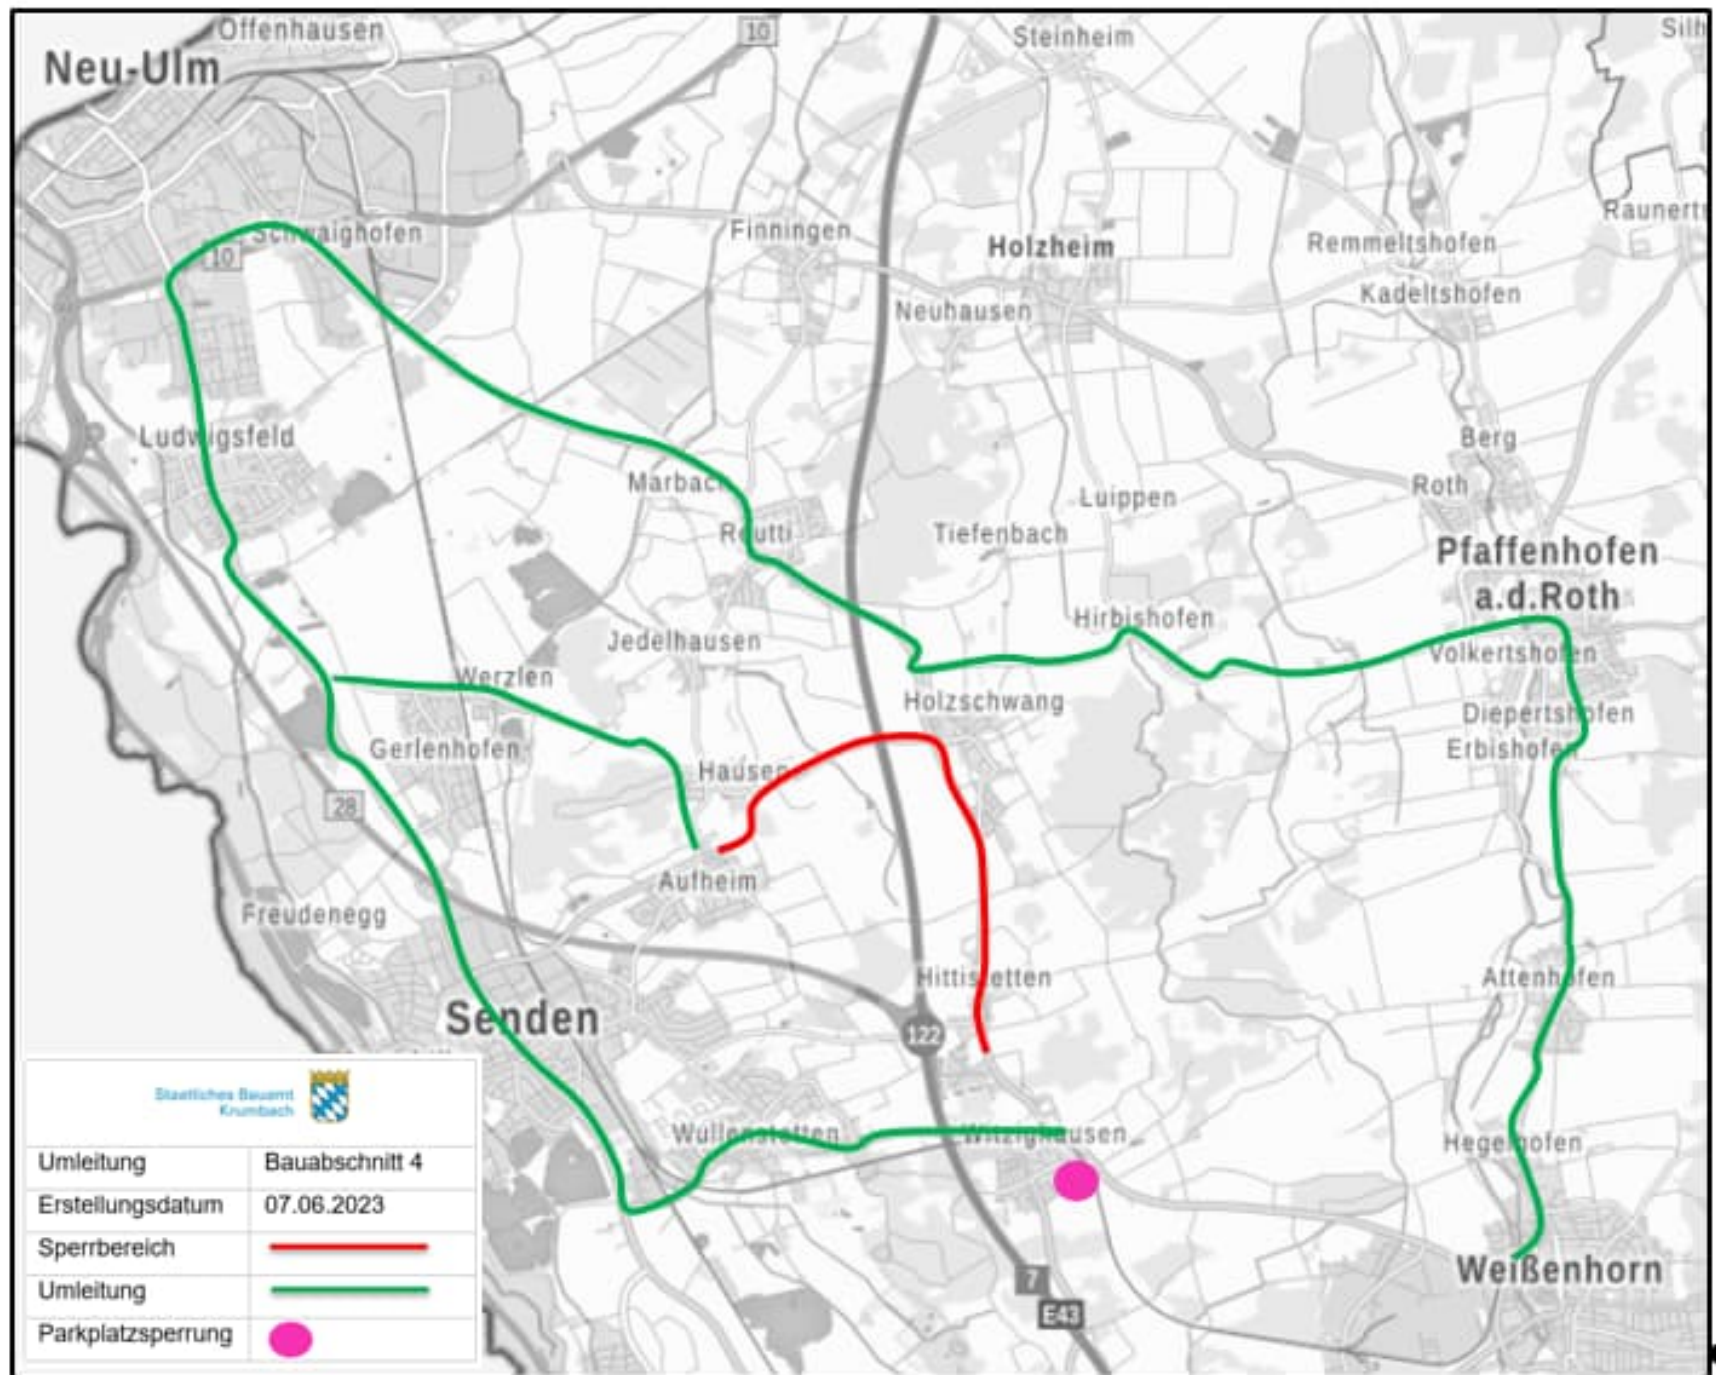 Offenhausen
Neu-Ulm
10
Steinheim
Silh
Schwaighofen
10
Finningen
Holzheim
Raunerts
Remmeltshofen
Neuhausen
Kadeltshofen
Ludwigsfeld
Berg
Marbach
Luippen
Roth
Reutti
Tiefenbach
Pfaffenhofen
a.d.Roth
Hirbishofen
Jedelhausen
Volkertshofen
Werzlen
Holzschwang
Diepertshofen
Gerlenhofen
Erbishofen
Hausen
28
Aufheim
Freudenegg
Hittistetten
Attenhofen
Senden
122
Wullenstetten
Witzighausen
Hegelhofen
Weißenhorn
7
E43
Staatliches Bauamt
Krumbach
Umleitung Bauabschnitt 4
Erstellungsdatum 07.06.2023
Sperrbereich
Umleitung
Parkplatzsperrung